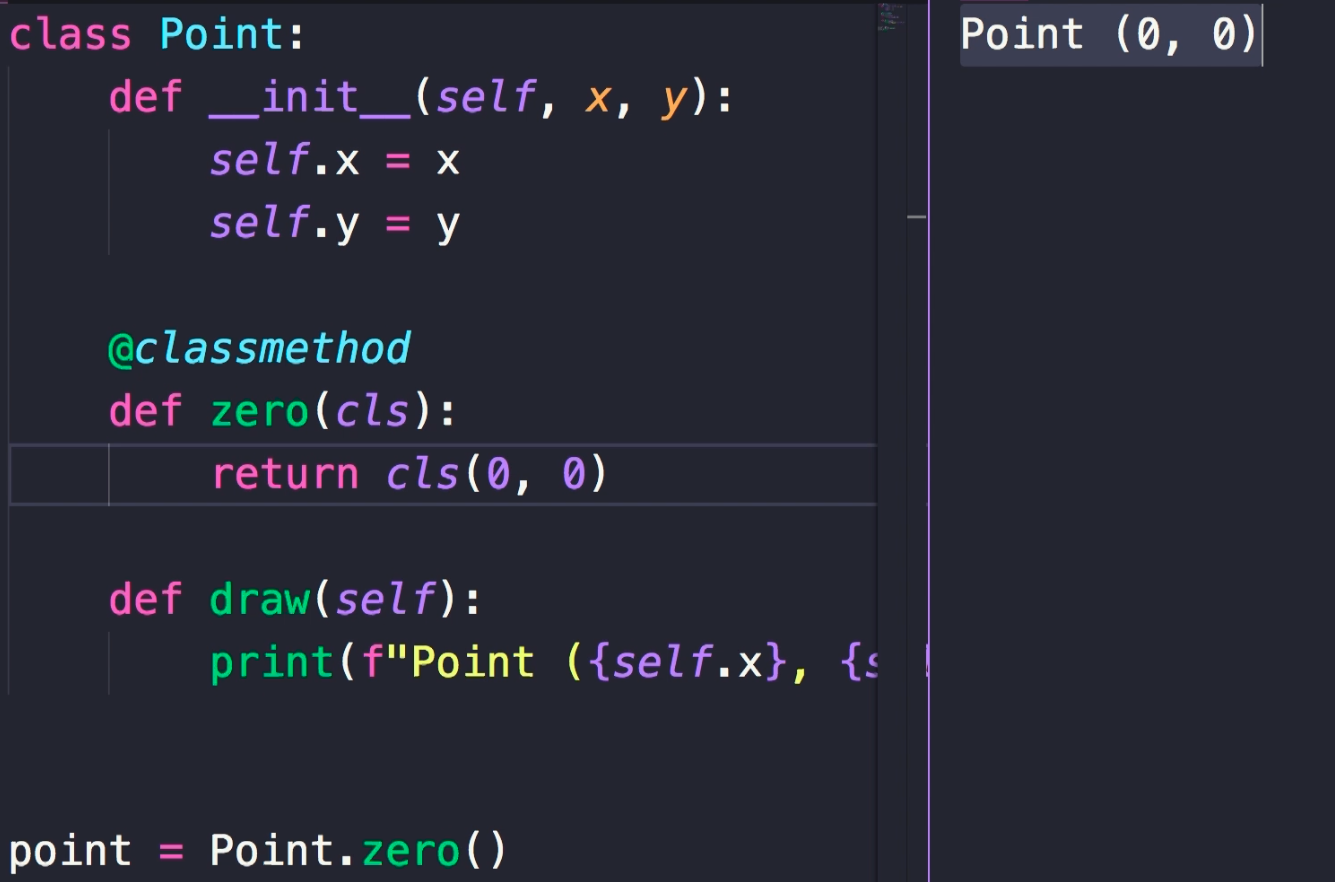 class Point:
    def __init__(self, x, y):
        self.x = x
        self.y = y
    @classmethod
    def zero(cls):
        return cls(0, 0)
    def draw(self):
        print(f"Point ({self.x}, {s
point = Point.zero()
Point (0, 0)